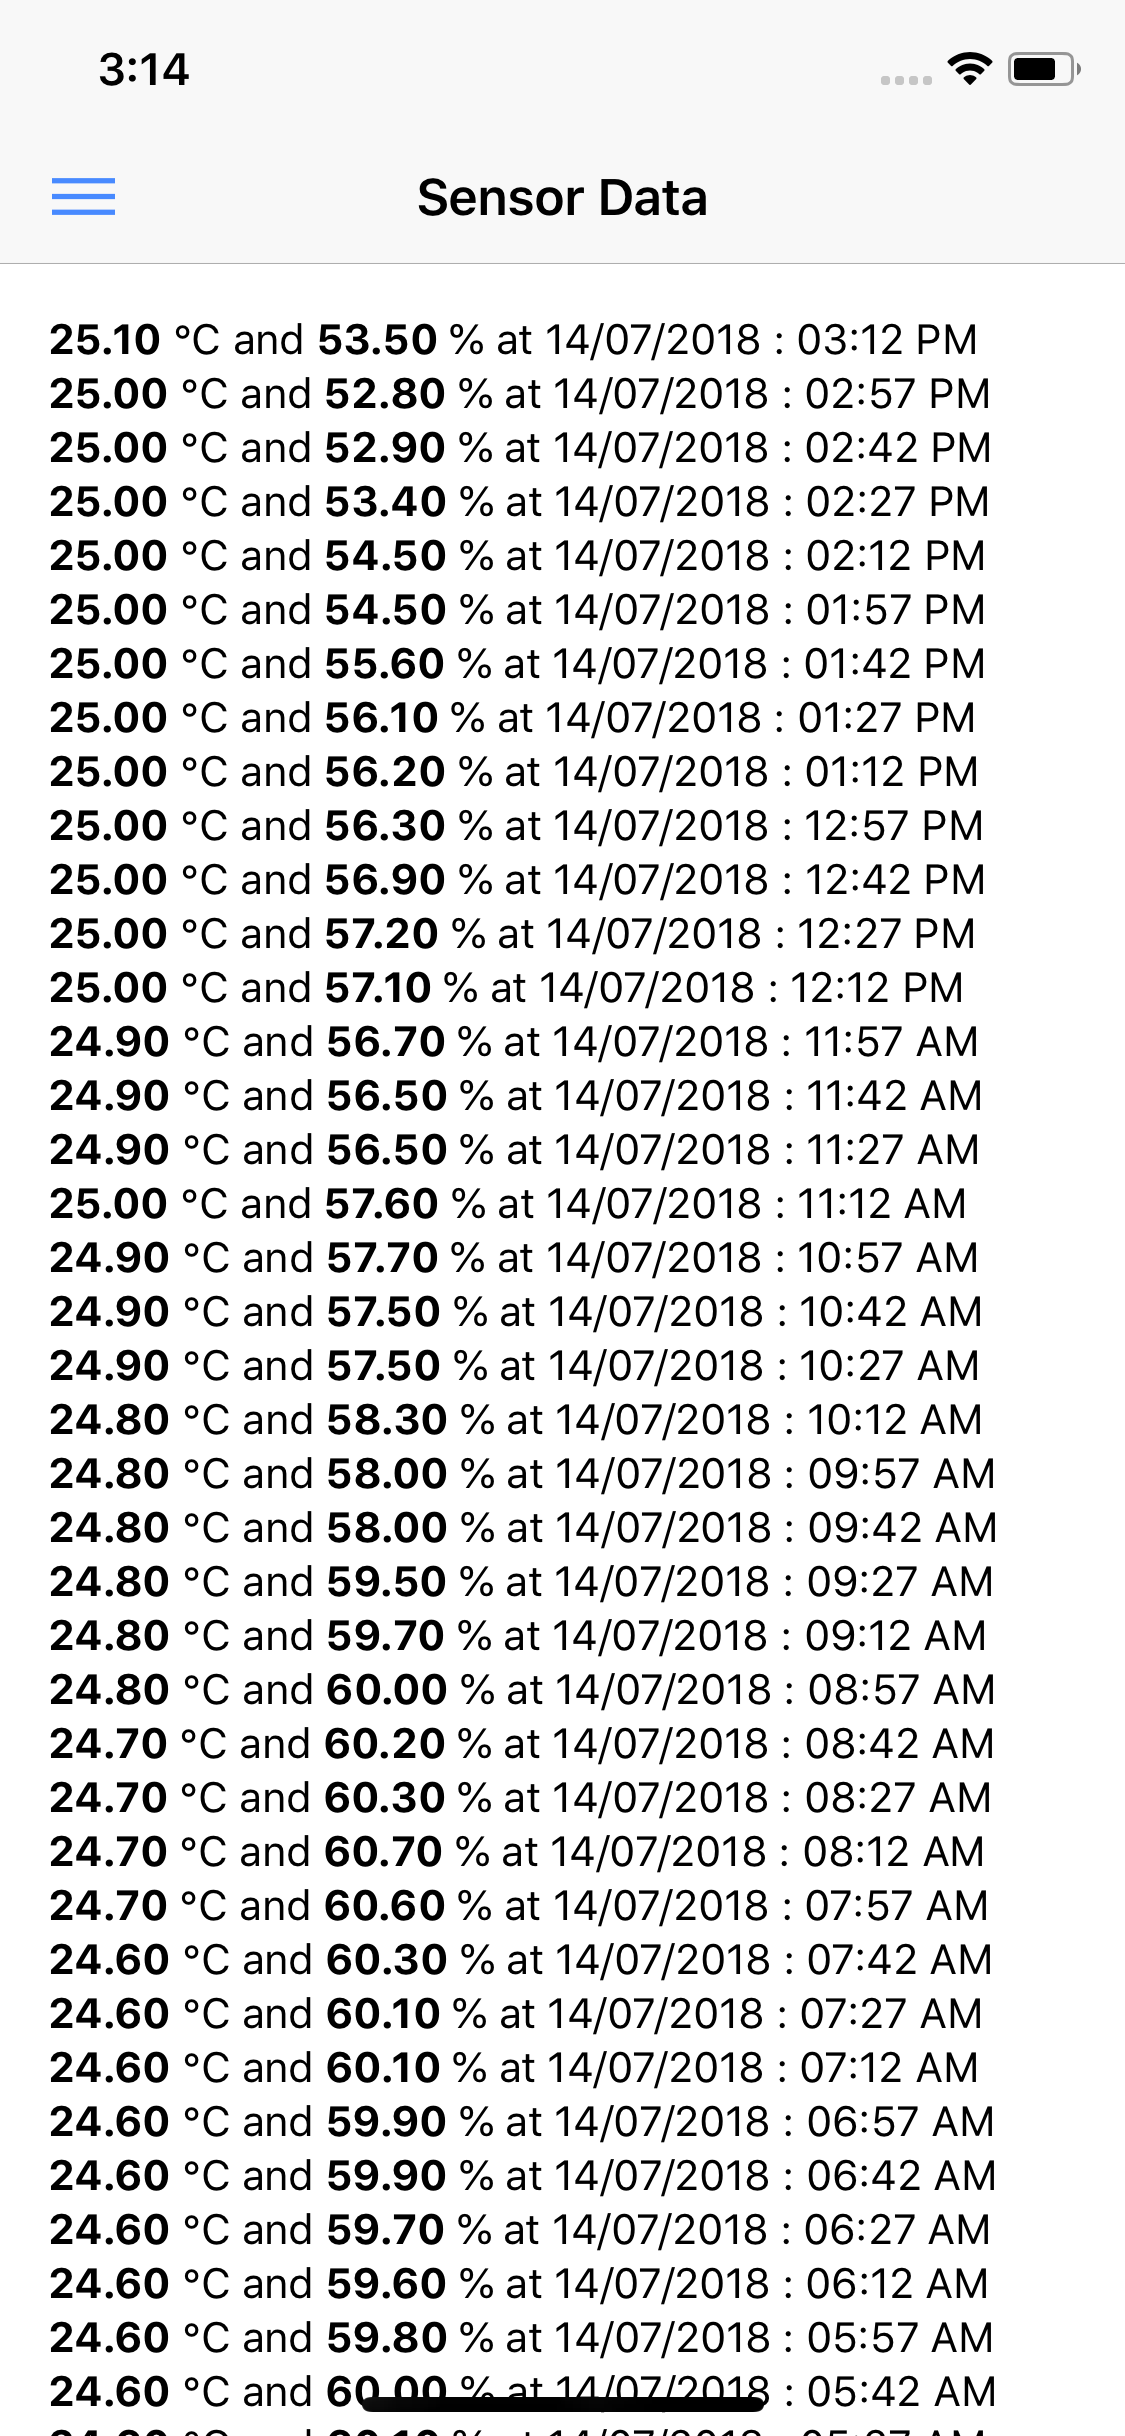 3:14
Sensor Data
25.10 °C and 53.50 % at 14/07/2018 : 03:12 PM
25.00 °C and 52.80 % at 14/07/2018 : 02:57 PM
25.00 °C and 52.90 % at 14/07/2018 : 02:42 PM
25.00 °C and 53.40 % at 14/07/2018 : 02:27 PM
25.00 °C and 54.50 % at 14/07/2018 : 02:12 PM
25.00 °C and 54.50 % at 14/07/2018 : 01:57 PM
25.00 °C and 55.60 % at 14/07/2018 : 01:42 PM
25.00 °C and 56.10 % at 14/07/2018 : 01:27 PM
25.00 °C and 56.20 % at 14/07/2018 : 01:12 PM
25.00 °C and 56.30 % at 14/07/2018 : 12:57 PM
25.00 °C and 56.90 % at 14/07/2018 : 12:42 PM
25.00 °C and 57.20 % at 14/07/2018 : 12:27 PM
25.00 °C and 57.10 % at 14/07/2018 : 12:12 PM
24.90 °C and 56.70 % at 14/07/2018 : 11:57 AM
24.90 °C and 56.50 % at 14/07/2018 : 11:42 AM
24.90 °C and 56.50 % at 14/07/2018 : 11:27 AM
25.00 °C and 57.60 % at 14/07/2018 : 11:12 AM
24.90 °C and 57.70 % at 14/07/2018 : 10:57 AM
24.90 °C and 57.50 % at 14/07/2018 : 10:42 AM
24.90 °C and 57.50 % at 14/07/2018 : 10:27 AM
24.80 °C and 58.30 % at 14/07/2018 : 10:12 AM
24.80 °C and 58.00 % at 14/07/2018 : 09:57 AM
24.80 °C and 58.00 % at 14/07/2018 : 09:42 AM
24.80 °C and 59.50 % at 14/07/2018 : 09:27 AM
24.80 °C and 59.70 % at 14/07/2018 : 09:12 AM
24.80 °C and 60.00 % at 14/07/2018 : 08:57 AM
24.70 °C and 60.20 % at 14/07/2018 : 08:42 AM
24.70 °C and 60.30 % at 14/07/2018 : 08:27 AM
24.70 °C and 60.70 % at 14/07/2018 : 08:12 AM
24.70 °C and 60.60 % at 14/07/2018 : 07:57 AM
24.60 °C and 60.30 % at 14/07/2018 : 07:42 AM
24.60 °C and 60.10 % at 14/07/2018 : 07:27 AM
24.60 °C and 60.10 % at 14/07/2018 : 07:12 AM
24.60 °C and 59.90 % at 14/07/2018 : 06:57 AM
24.60 °C and 59.90 % at 14/07/2018 : 06:42 AM
24.60 °C and 59.70 % at 14/07/2018 : 06:27 AM
24.60 °C and 59.60 % at 14/07/2018 : 06:12 AM
24.60 °C and 59.80 % at 14/07/2018 : 05:57 AM
24.60 °C and 60.00 % at 14/07/2018 : 05:42 AM